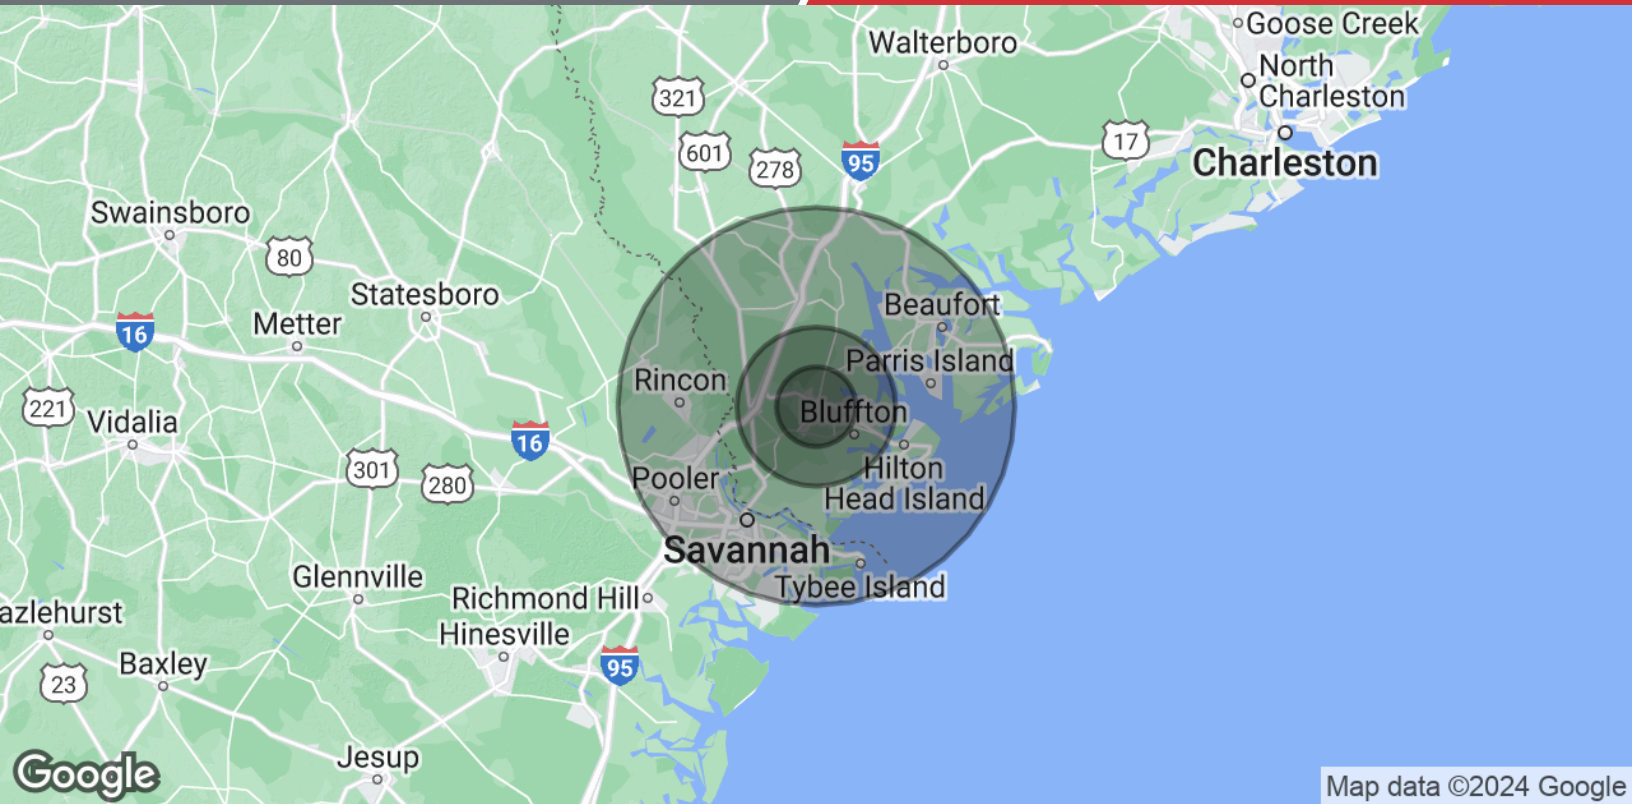 Goose Creek
Walterboro
North
Charleston
321
17
601
95
278
Charleston
Swainsboro
80
Statesboro
Beaufort
Metter
16
Parris Island
Rincon
221
Bluffton
Vidalia
16
301
Hilton
Head Island
280
Pooler
Savannah
Glennville
Tybee Island
Richmond Hill
azlehurst
Hinesville
Baxley
95
23
Jesup
Google
Map data ©2024 Google